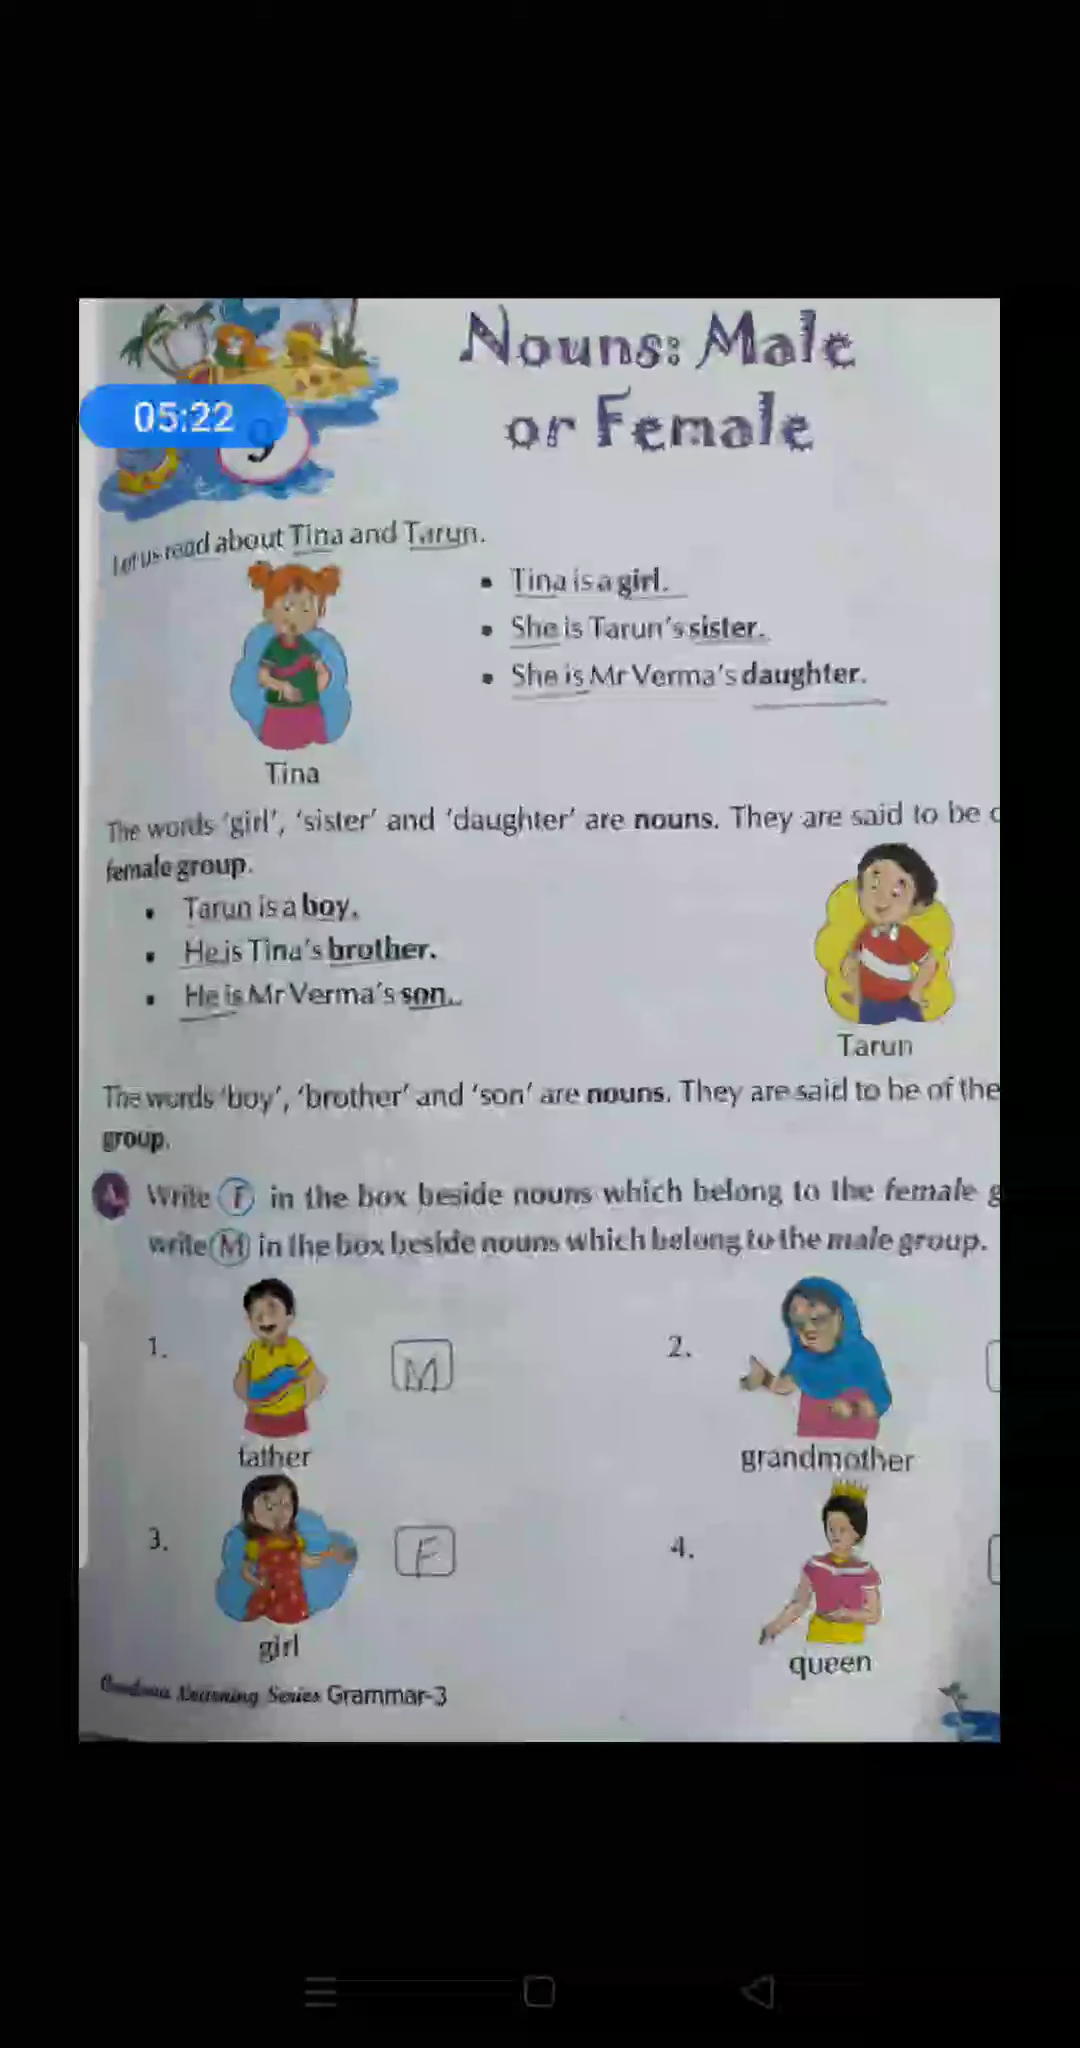 Nouns: Male
or Female
05:22
9
Let us read about Tina and Tarun.
• Tina is a girl.
• She is Tarun's sister.
• She is Mr Verma's daughter.
Tina
The words 'girl', 'sister' and 'daughter' are nouns. They are said to be
female group.
• Tarun is a boy.
• He is Tina's brother.
• He is Mr Verma's son.
Tarun
The words 'boy', 'brother' and 'son' are nouns. They are said to be of the
group.
A Write F in the box beside nouns which belong to the female
write M in the box beside nouns which belong to the male group.
1. M 2.
father grandmother
3. F 4.
girl queen
Learning Series Grammar-3